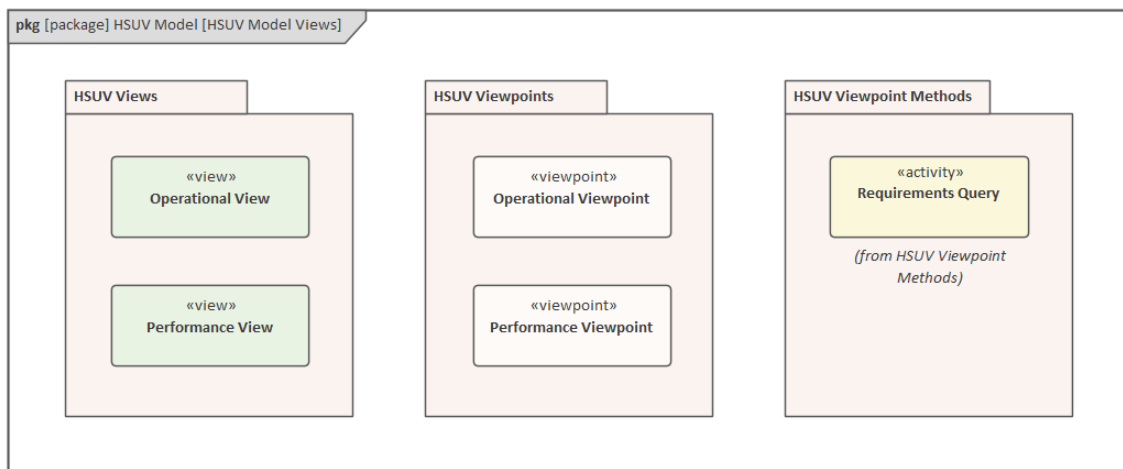 pkg [package] HSUV Model [HSUV Model Views]
HSUV Views
«view»
Operational View
«view»
Performance View
HSUV Viewpoints
«viewpoint»
Operational Viewpoint
«viewpoint»
Performance Viewpoint
HSUV Viewpoint Methods
«activity»
Requirements Query
(from HSUV Viewpoint
Methods)